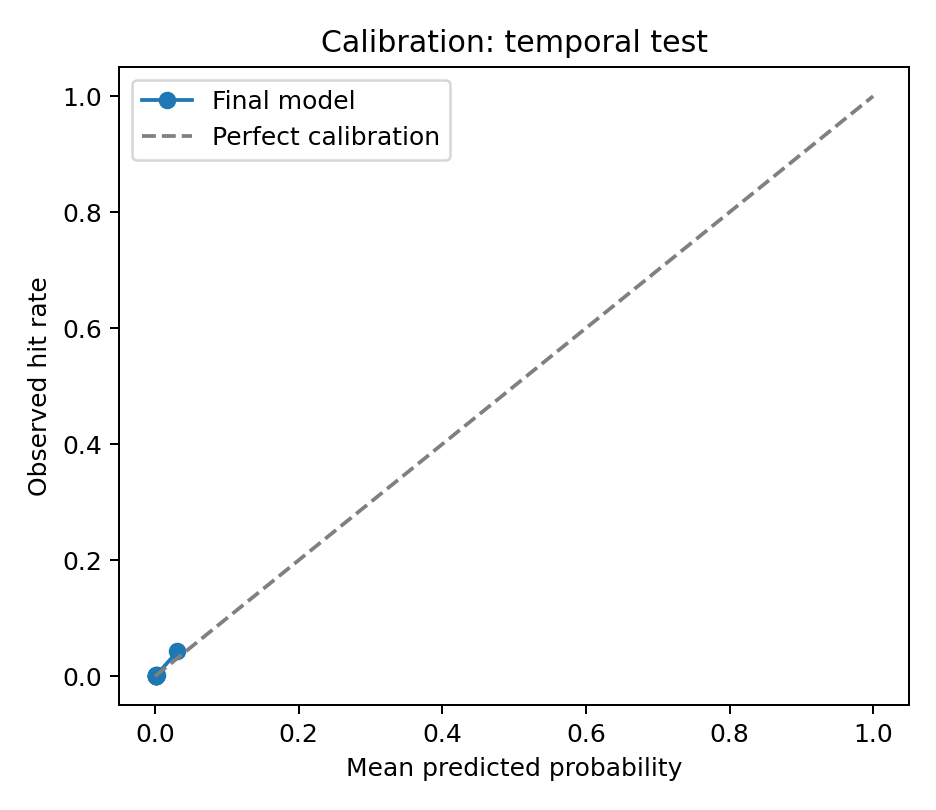 Calibration: temporal test
Final model
Perfect calibration
Observed hit rate
1.0
0.8
0.6
0.4
0.2
0.0
0.0 0.2 0.4 0.6 0.8 1.0
Mean predicted probability